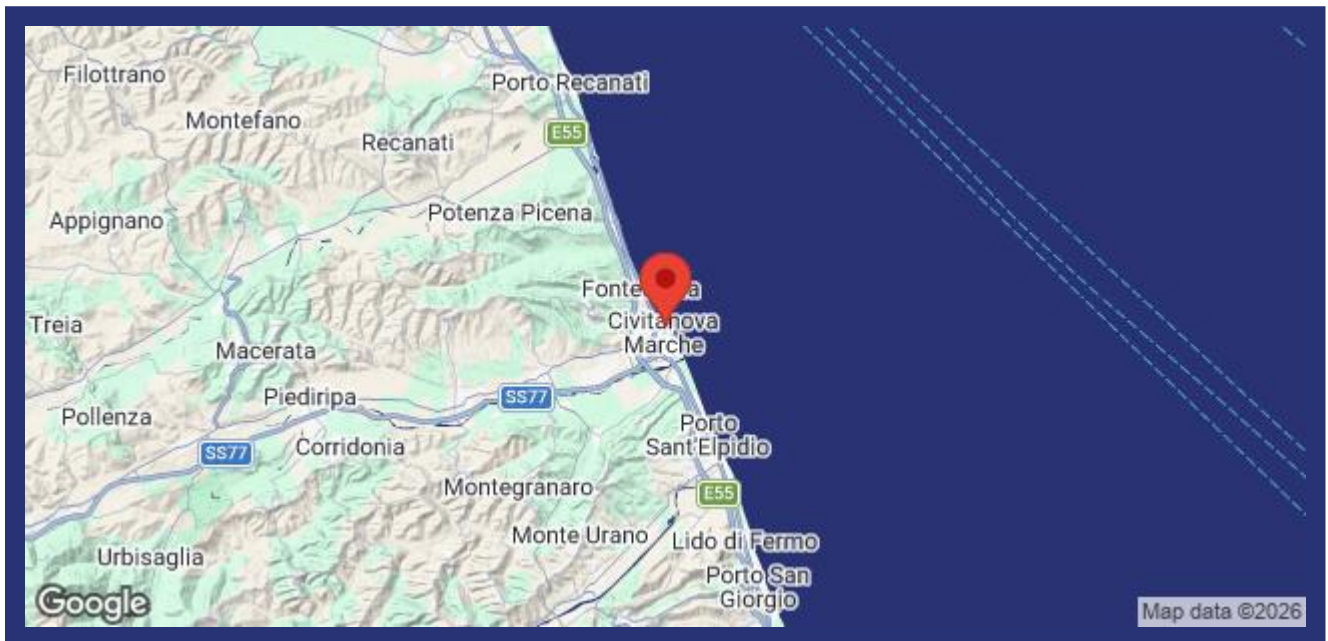 Filottrano
Porto Recanati
Montefano
E55
Recanati
Potenza Picena
Appignano
Civitanova
Marche
Treia
Macerata
Piediripa
SS77
Pollenza
Porto
Sant'Elpidio
Corridonia
SS77
Montegranaro
E55
Monte Urano
Lido di Fermo
Urbisaglia
Porto San
Giorgio
Google
Map data ©2026